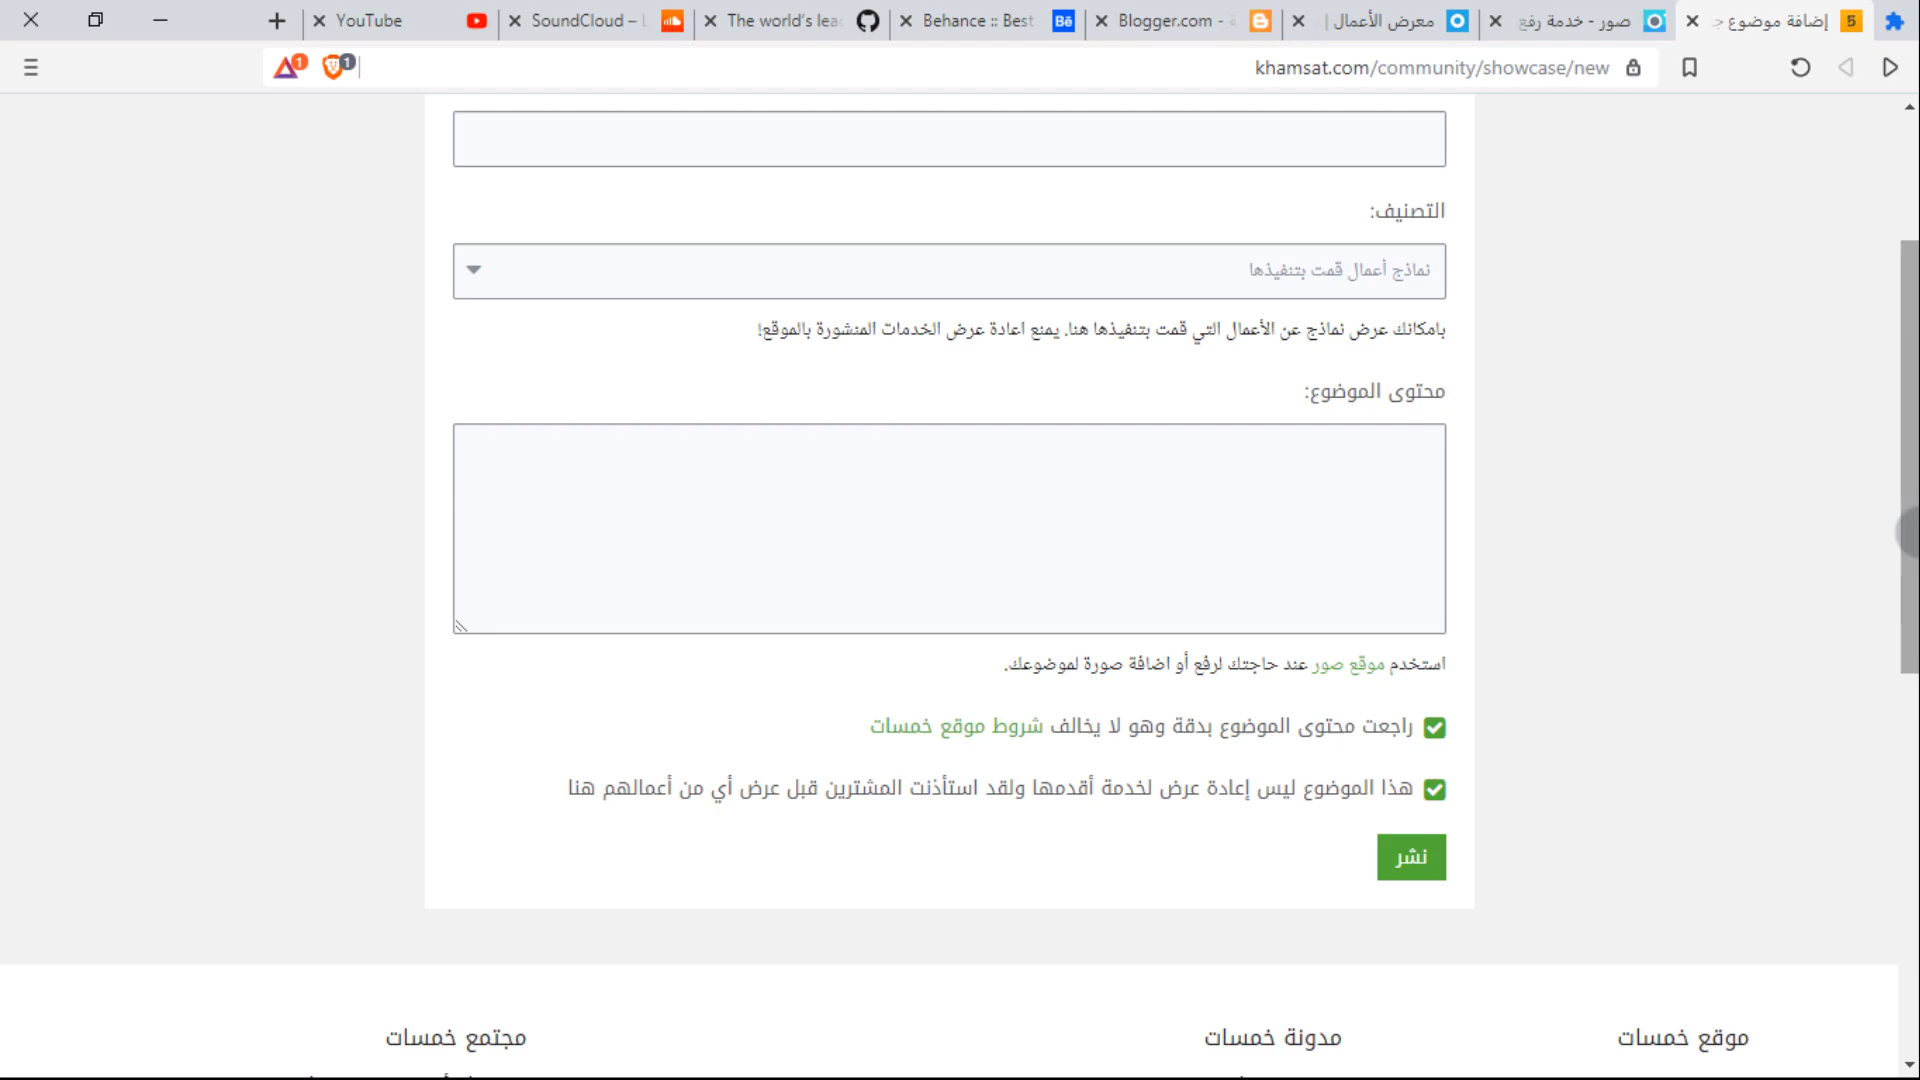 YouTube
SoundCloud –
The world's lea
Behance :: Best
Blogger.com -
معرض الأعمال |
صور - خدمة رفع
إضافة موضوع
5
1
1
khamsat.com/community/showcase/new
التصنيف:
نماذج أعمال قمت بتنفيذها
بامكانك عرض نماذج عن الأعمال التي قمت بتنفيذها هنا. يمنع اعادة عرض الخدمات المنشورة بالموقع!
محتوى الموضوع:
استخدم موقع صور عند حاجتك لرفع أو اضافة صورة لموضوعك.
راجعت محتوى الموضوع بدقة وهو لا يخالف شروط موقع خمسات
هذا الموضوع ليس إعادة عرض لخدمة أقدمها ولقد استأذنت المشترين قبل عرض أي من أعمالهم هنا
نشر
موقع خمسات
مدونة خمسات
مجتمع خمسات